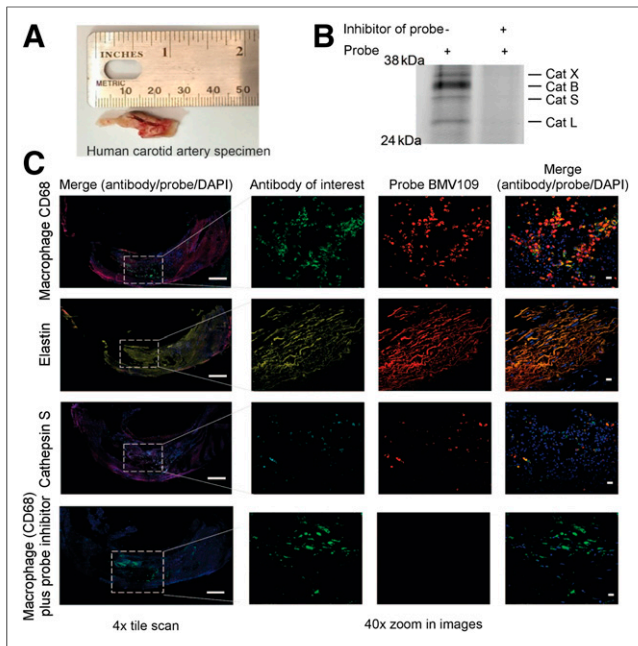 A
INCHES 1 2
METRIC
10 20 30 40 50
Human carotid artery specimen
B
Inhibitor of probe - +
Probe + +
38 kDa
24 kDa
Cat X
Cat B
Cat S
Cat L
C
Merge (antibody/probe/DAPI)
Antibody of interest
Probe BMV109
Merge
(antibody/probe/DAPI)
Macrophage CD68
Elastin
Cathepsin S
Macrophage (CD68)
plus probe inhibitor
4x tile scan
40x zoom in images